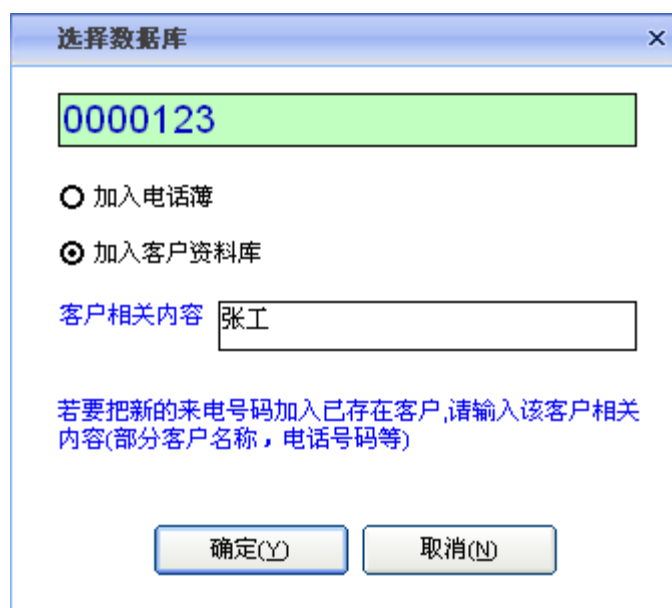 选择数据库
0000123
加入电话薄
加入客户资料库
客户相关内容 张工
若要把新的来电号码加入已存在客户,请输入该客户相关
内容(部分客户名称，电话号码等)
确定(Y) 取消(N)